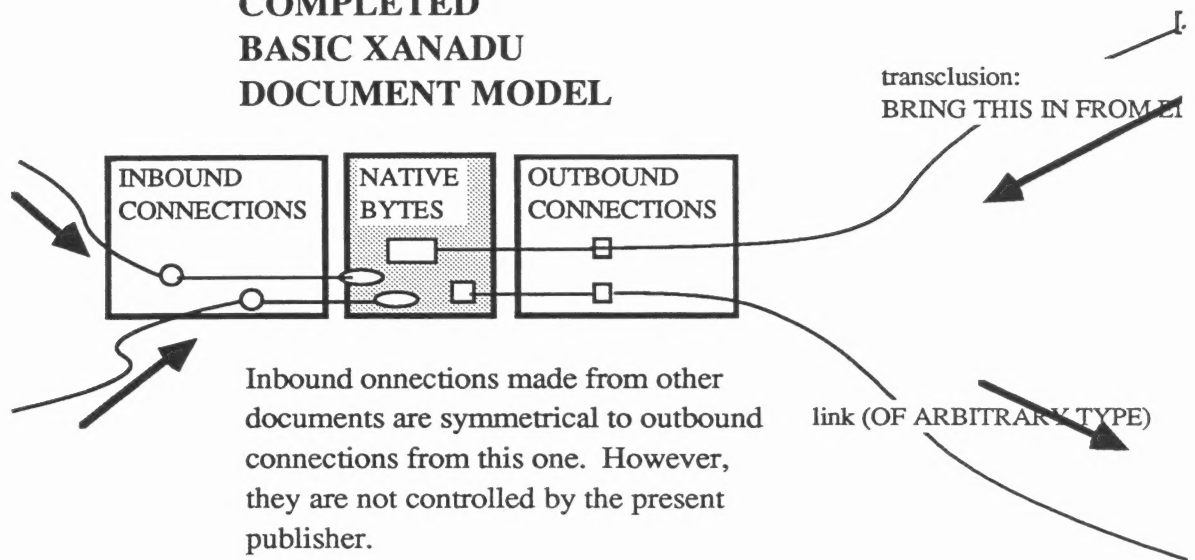 COMPLETED
BASIC XANADU
DOCUMENT MODEL
transclusion:
BRING THIS IN FROM
INBOUND
CONNECTIONS
NATIVE
BYTES
OUTBOUND
CONNECTIONS
Inbound onnections made from other
documents are symmetrical to outbound
connections from this one. However,
they are not controlled by the present
publisher.
link (OF ARBITRARY TYPE)